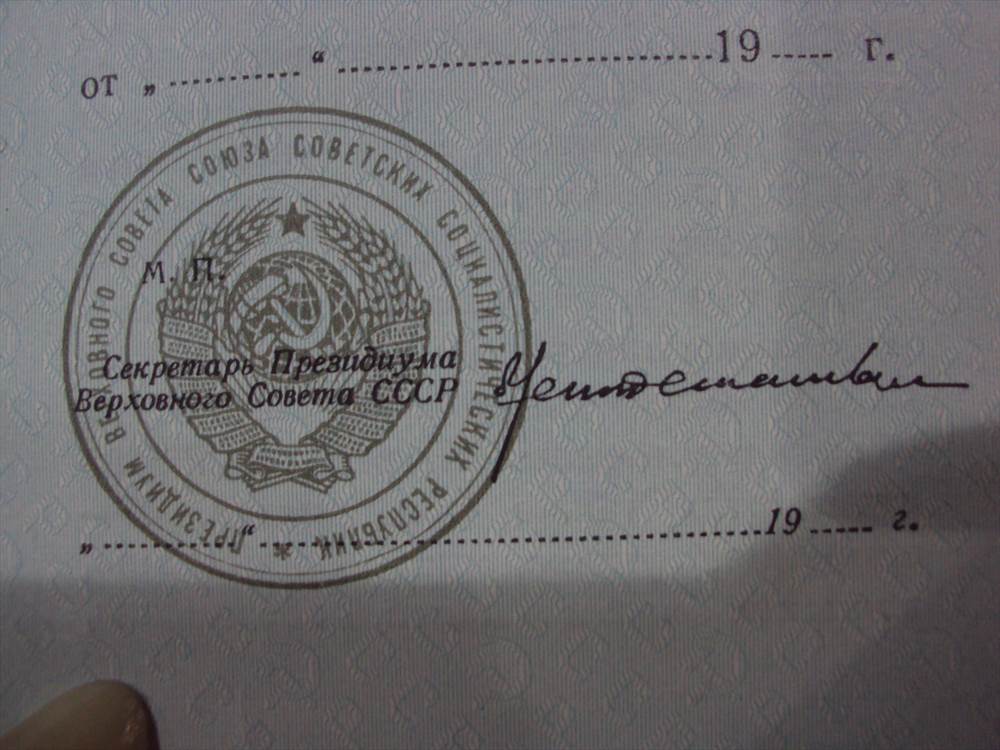 от „ ............ “ ........................................ 19 ..... г.
ПРЕЗИДИУМ ВЕРХОВНОГО СОВЕТА СОЮЗА СОВЕТСКИХ СОЦИАЛИСТИЧЕСКИХ РЕСПУБЛИК *
М. П.
Секретарь Президиума
Верховного Совета СССР
„ ............ “ ........................................ 19 ..... г.